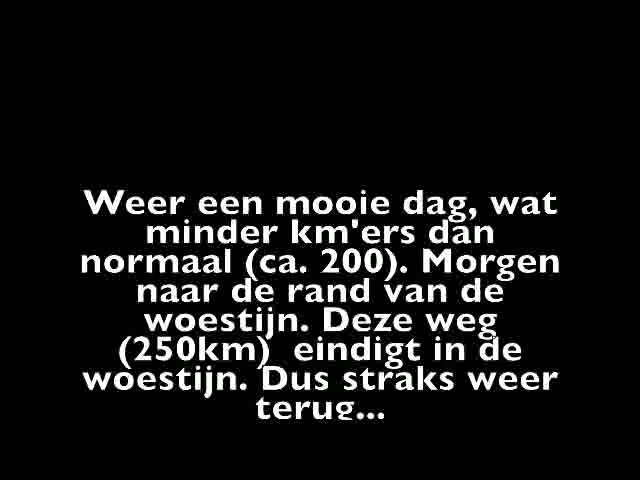 Weer een mooie dag, wat
minder km'ers dan
normaal (ca. 200). Morgen
naar de rand van de
woestijn. Deze weg
(250km)  eindigt in de
woestijn. Dus straks weer
terug...